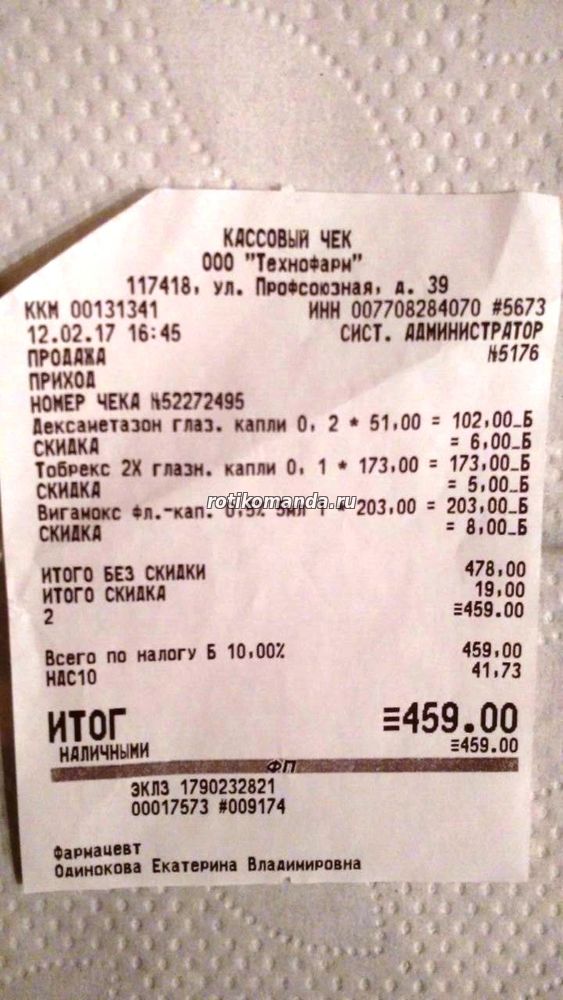 КАССОВЫЙ ЧЕК
ООО "Технофарм"
117418, ул. Профсоюзная, д. 39
ККМ 00131341 ИНН 007708284070 #5673
12.02.17 16:45 СИСТ. АДМИНИСТРАТОР
ПРОДАЖА №5176
ПРИХОД
НОМЕР ЧЕКА №52272495
Дексаметазон глаз. капли 0, 2 * 51,00 = 102,00_Б
СКИДКА = 6,00_Б
Тобрекс 2Х глазн. капли 0, 1 * 173,00 = 173,00_Б
СКИДКА = 5,00_Б
rotikomanda.ru
Вигамокс фл.-кап. 0,5% 5мл 1 * 203,00 = 203,00_Б
СКИДКА = 8,00_Б
ИТОГО БЕЗ СКИДКИ 478,00
ИТОГО СКИДКА 19,00
2 ≡459.00
Всего по налогу Б 10,00% 459,00
НДС10 41,73
ИТОГ ≡459.00
НАЛИЧНЫМИ ≡459.00
ФП
ЭКЛЗ 1790232821
00017573 #009174
Фармацевт
Одинокова Екатерина Владимировна